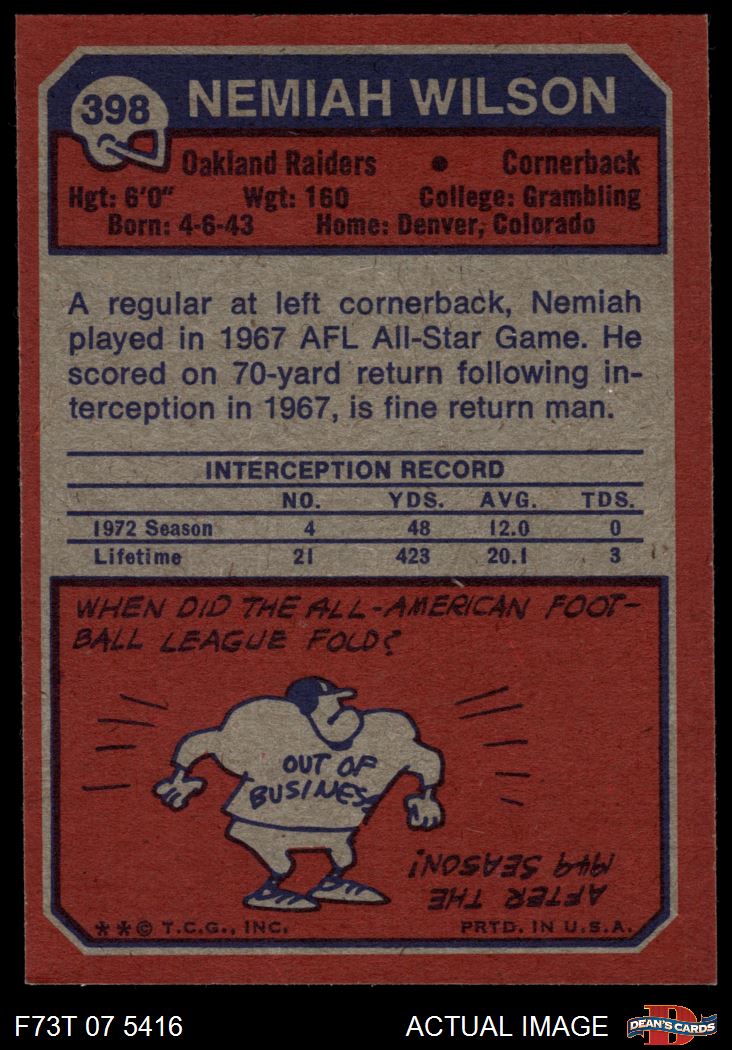 398
NEMIAH WILSON
Oakland Raiders • Cornerback
Hgt: 6'0" Wgt: 160 College: Grambling
Born: 4-6-43 Home: Denver, Colorado
A regular at left cornerback, Nemiah
played in 1967 AFL All-Star Game. He
scored on 70-yard return following in-
terception in 1967, is fine return man.
INTERCEPTION RECORD
NO. YDS. AVG. TDS.
1972 Season 4 48 12.0 0
Lifetime 21 423 20.1 3
WHEN DID THE ALL-AMERICAN FOOT-
BALL LEAGUE FOLD?
OUT OF
BUSINESS
AFTER THE
1949 SEASON!
**© T.C.G., INC. PRTD. IN U.S.A.
F73T 07 5416 ACTUAL IMAGE
D
DEAN'S CARDS